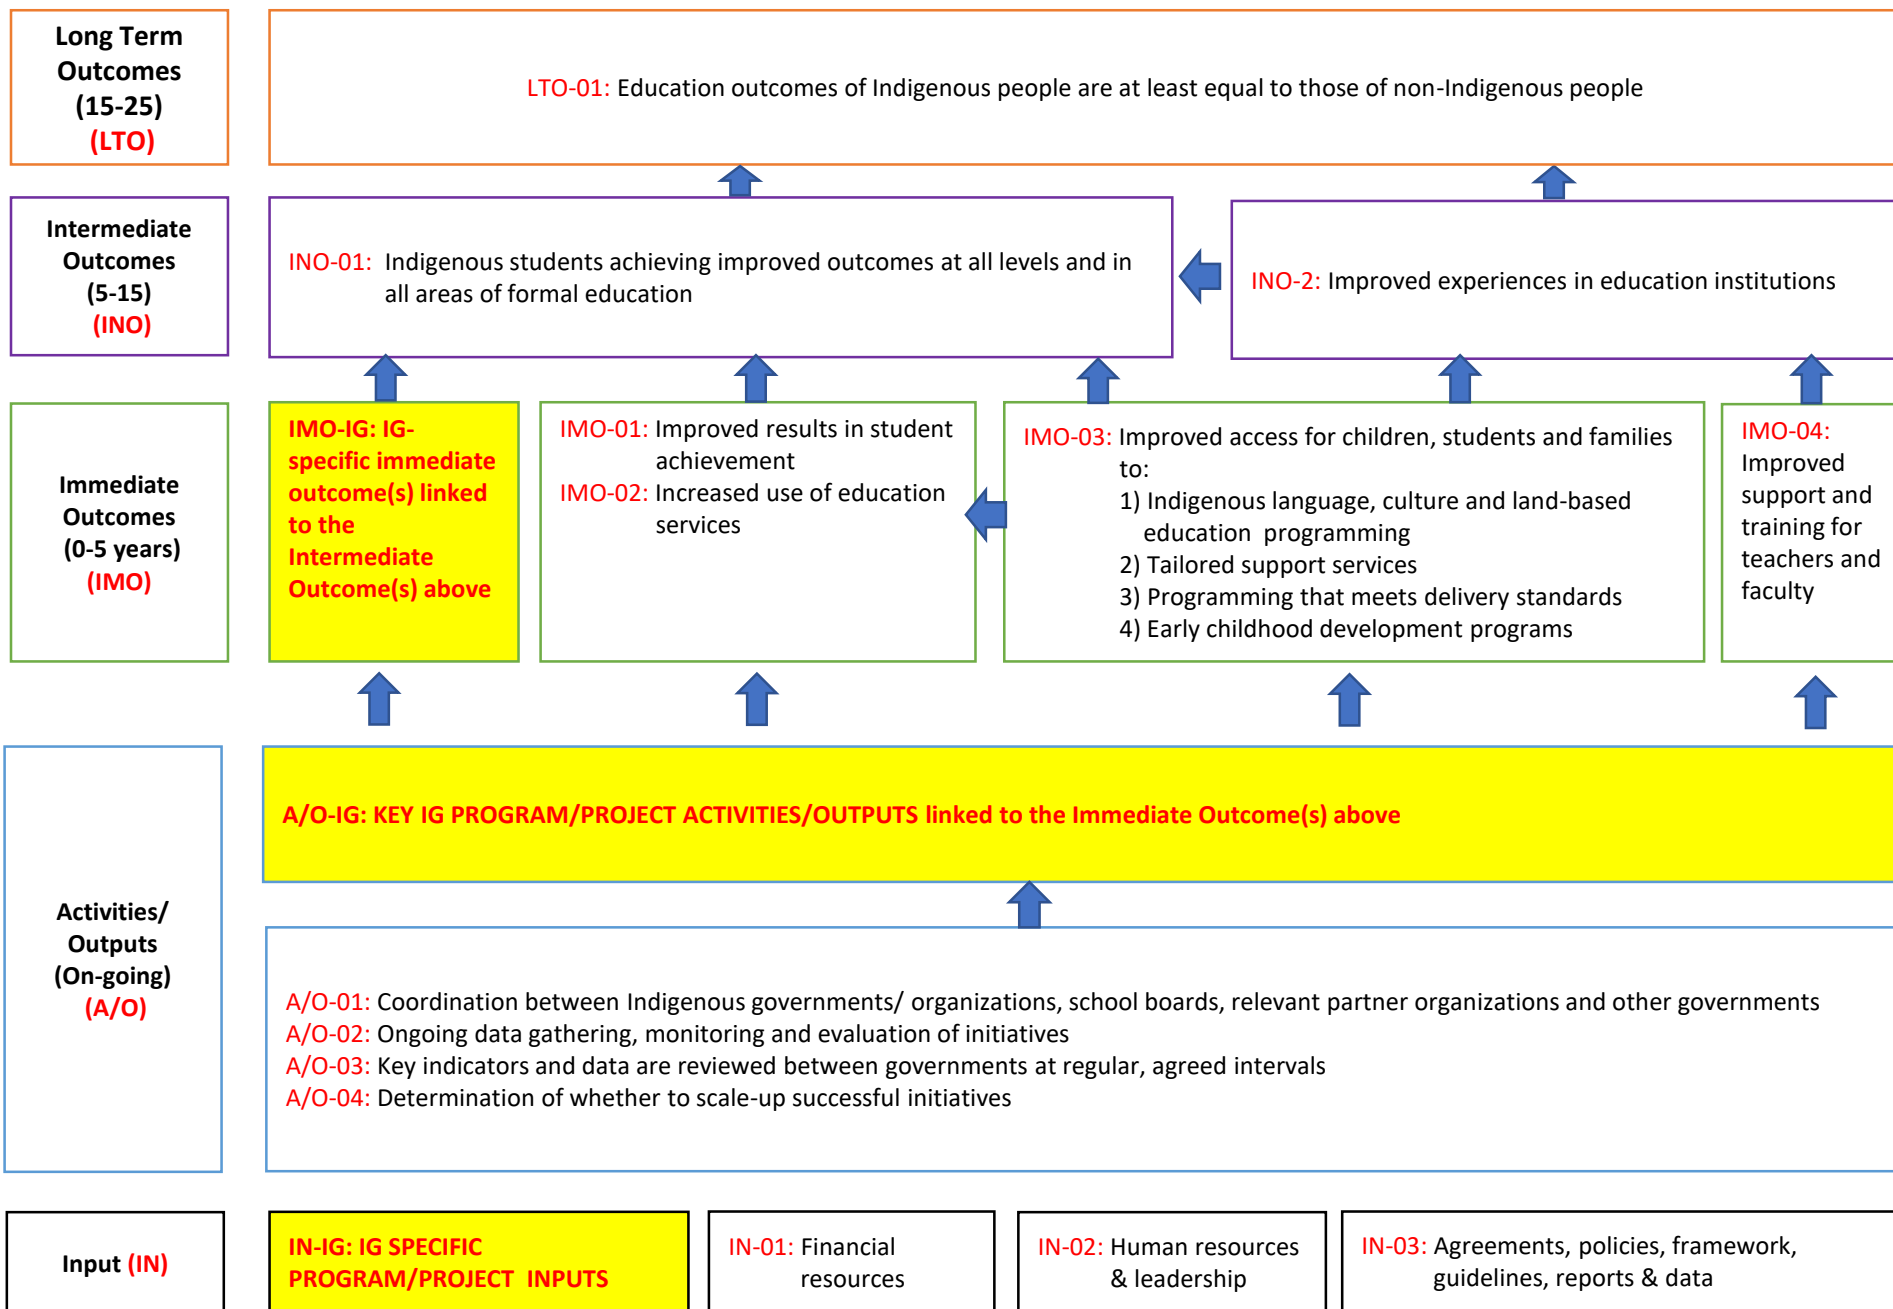 Long Term
Outcomes
(15-25)
(LTO)
LTO-01: Education outcomes of Indigenous people are at least equal to those of non-Indigenous people
Intermediate
Outcomes
(5-15)
(INO)
INO-01: Indigenous students achieving improved outcomes at all levels and in
all areas of formal education
INO-2: Improved experiences in education institutions
Immediate
Outcomes
(0-5 years)
(IMO)
IMO-IG: IG-
specific immediate
outcome(s) linked
to the
Intermediate
Outcome(s) above
IMO-01: Improved results in student
achievement
IMO-02: Increased use of education
services
IMO-03: Improved access for children, students and families
to:
1) Indigenous language, culture and land-based
education programming
2) Tailored support services
3) Programming that meets delivery standards
4) Early childhood development programs
IMO-04:
Improved
support and
training for
teachers and
faculty
Activities/
Outputs
(On-going)
(A/O)
A/O-IG: KEY IG PROGRAM/PROJECT ACTIVITIES/OUTPUTS linked to the Immediate Outcome(s) above
A/O-01: Coordination between Indigenous governments/ organizations, school boards, relevant partner organizations and other governments
A/O-02: Ongoing data gathering, monitoring and evaluation of initiatives
A/O-03: Key indicators and data are reviewed between governments at regular, agreed intervals
A/O-04: Determination of whether to scale-up successful initiatives
Input (IN)
IN-IG: IG SPECIFIC
PROGRAM/PROJECT INPUTS
IN-01: Financial
resources
IN-02: Human resources
& leadership
IN-03: Agreements, policies, framework,
guidelines, reports & data